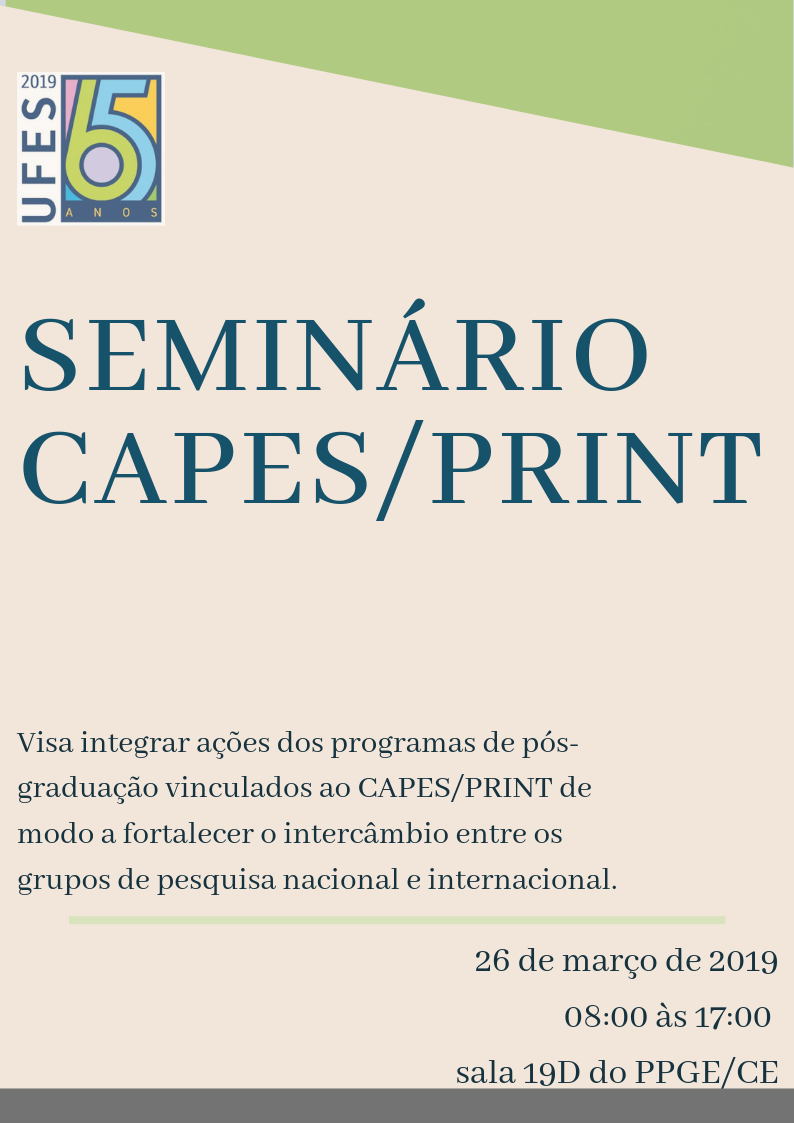 2019
UFES
65
ANOS
SEMINÁRIO
CAPES/PRINT
Visa integrar ações dos programas de pós-
graduação vinculados ao CAPES/PRINT de
modo a fortalecer o intercâmbio entre os
grupos de pesquisa nacional e internacional.
26 de março de 2019
08:00 às 17:00
sala 19D do PPGE/CE